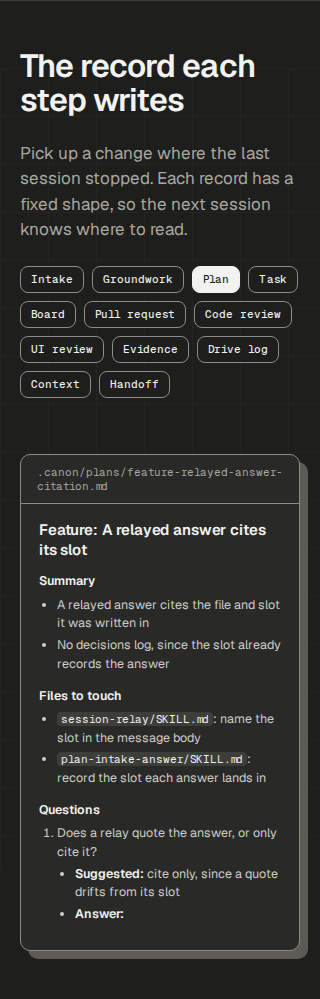 The record each
step writes
Pick up a change where the last
session stopped. Each record has a
fixed shape, so the next session
knows where to read.
Intake Groundwork Plan Task
Board Pull request Code review
UI review Evidence Drive log
Context Handoff
.canon/plans/feature-relayed-answer-
citation.md
Feature: A relayed answer cites
its slot
Summary
• A relayed answer cites the file and slot
it was written in
• No decisions log, since the slot already
records the answer
Files to touch
• session-relay/SKILL.md: name the
slot in the message body
• plan-intake-answer/SKILL.md:
record the slot each answer lands in
Questions
1. Does a relay quote the answer, or only
cite it?
• Suggested: cite only, since a quote
drifts from its slot
• Answer: